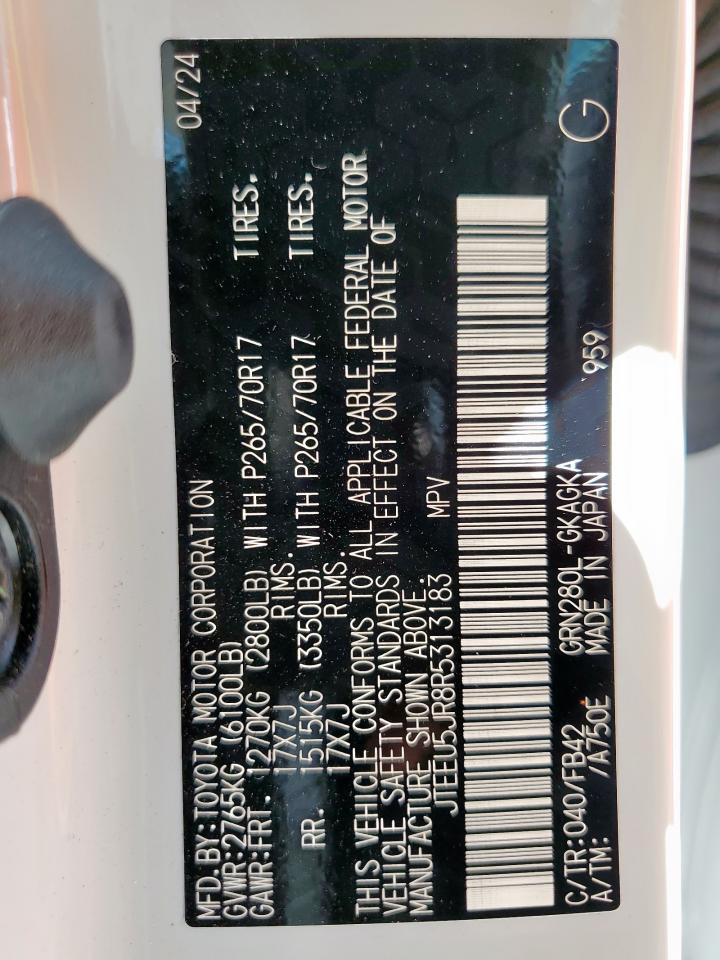 MFD.BY:TOYOTA MOTOR CORPORATION 04/24
GVWR:2765KG (6100LB)
GAWR:FRT. 1270KG (2800LB) WITH P265/70R17 TIRES.
17X7J RIMS.
RR. 1515KG (3350LB) WITH P265/70R17 TIRES.
17X7J RIMS.
THIS VEHICLE CONFORMS TO ALL APPLICABLE FEDERAL MOTOR
VEHICLE SAFETY STANDARDS IN EFFECT ON THE DATE OF
MANUFACTURE SHOWN ABOVE.
JTEEU5JR8R5313183 MPV
C/TR:040/FB42 GRN280L-GKAGKA G
A/TM: /A750E MADE IN JAPAN 959